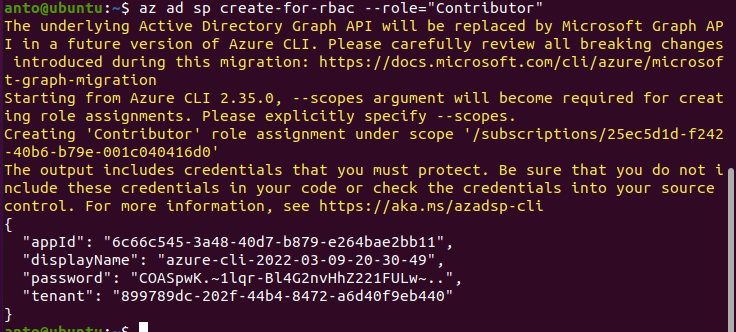 anto@ubuntu:~$ az ad sp create-for-rbac --role="Contributor"
The underlying Active Directory Graph API will be replaced by Microsoft Graph AP
I in a future version of Azure CLI. Please carefully review all breaking changes
 introduced during this migration: https://docs.microsoft.com/cli/azure/microsof
t-graph-migration
Starting from Azure CLI 2.35.0, --scopes argument will become required for creat
ing role assignments. Please explicitly specify --scopes.
Creating 'Contributor' role assignment under scope '/subscriptions/25ec5d1d-f242
-40b6-b79e-001c040416d0'
The output includes credentials that you must protect. Be sure that you do not i
nclude these credentials in your code or check the credentials into your source
control. For more information, see https://aka.ms/azadsp-cli
{
  "appId": "6c66c545-3a48-40d7-b879-e264bae2bb11",
  "displayName": "azure-cli-2022-03-09-20-30-49",
  "password": "COASpwK.~1lqr-Bl4G2nvHhZ221FULw~..",
  "tenant": "899789dc-202f-44b4-8472-a6d40f9eb440"
}
anto@ubuntu:~$